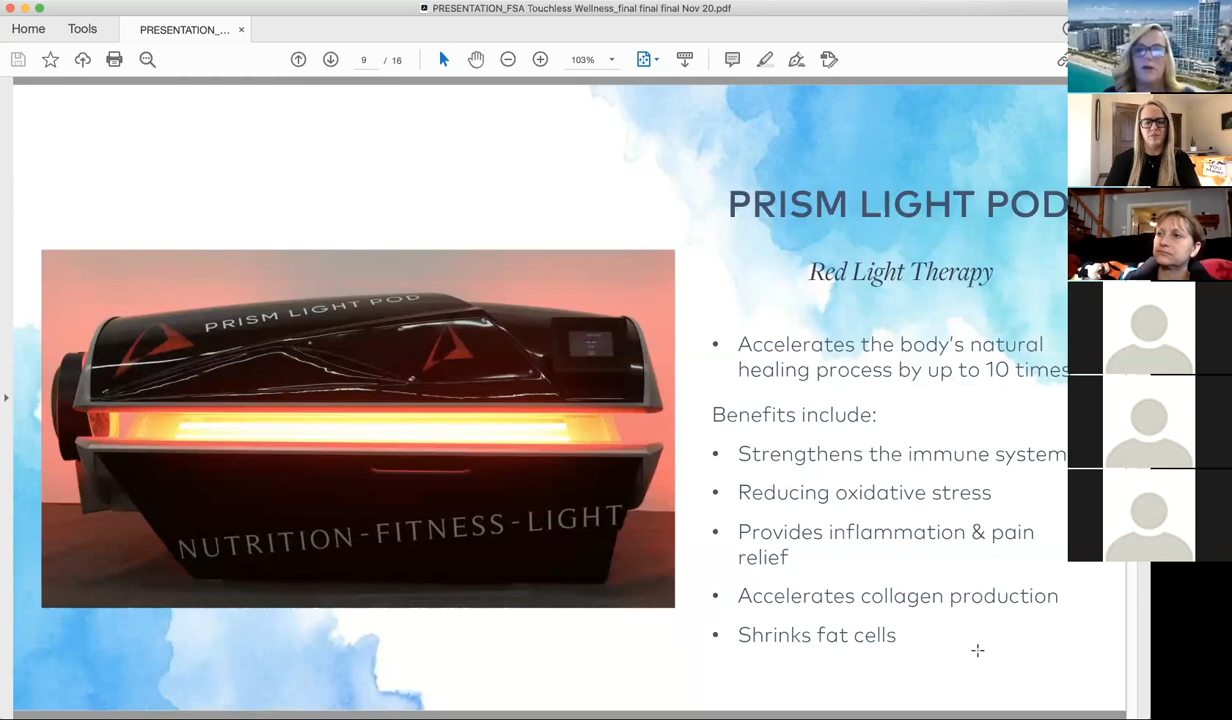 PRESENTATION_FSA Touchless Wellness_final finai final Nov 20.pdf
Home
Tools
PRESENTATION_...
9 / 16
103%
PRISM LIGHT POD
Red Light Therapy
• Accelerates the body's natural
healing process by up to 10 times
Benefits include:
• Strengthens the immune system
• Reducing oxidative stress
• Provides inflammation & pain
relief
• Accelerates collagen production
• Shrinks fat cells
PRISM LIGHT POD
NUTRITION-FITNESS-LIGHT